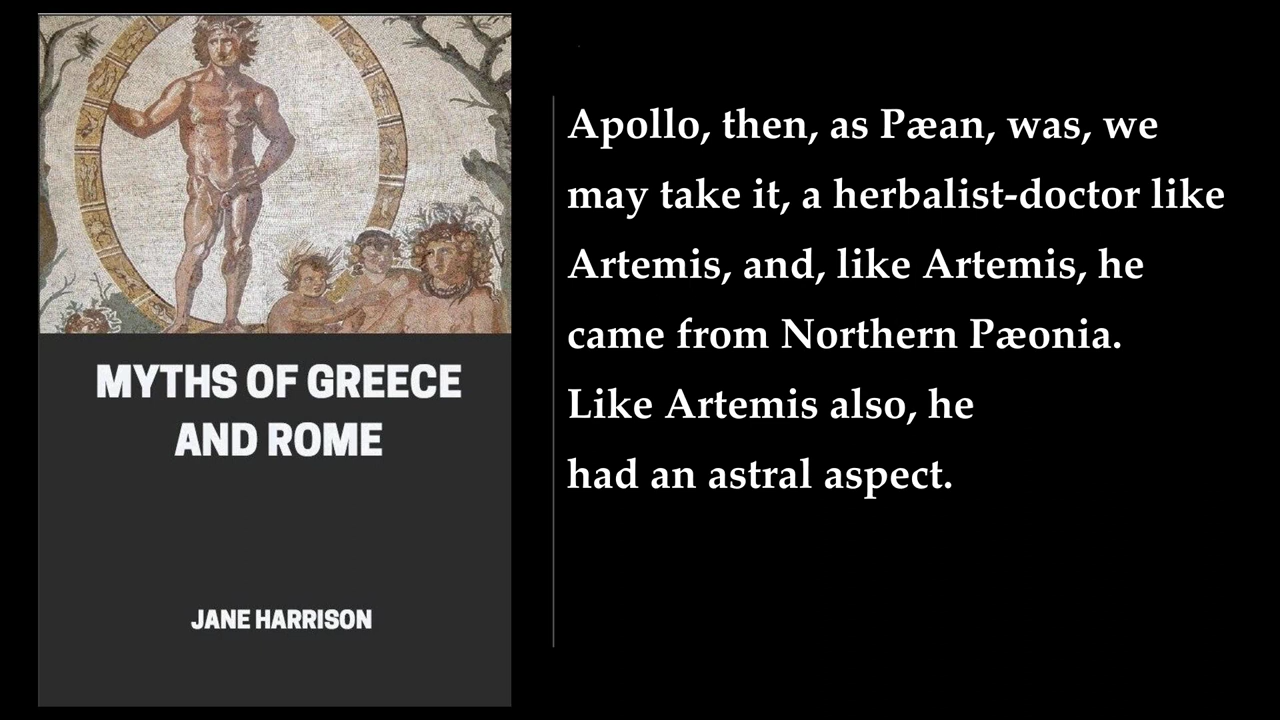 MYTHS OF GREECE
AND ROME
JANE HARRISON
Apollo, then, as Pæan, was, we
may take it, a herbalist-doctor like
Artemis, and, like Artemis, he
came from Northern Pæonia.
Like Artemis also, he
had an astral aspect.